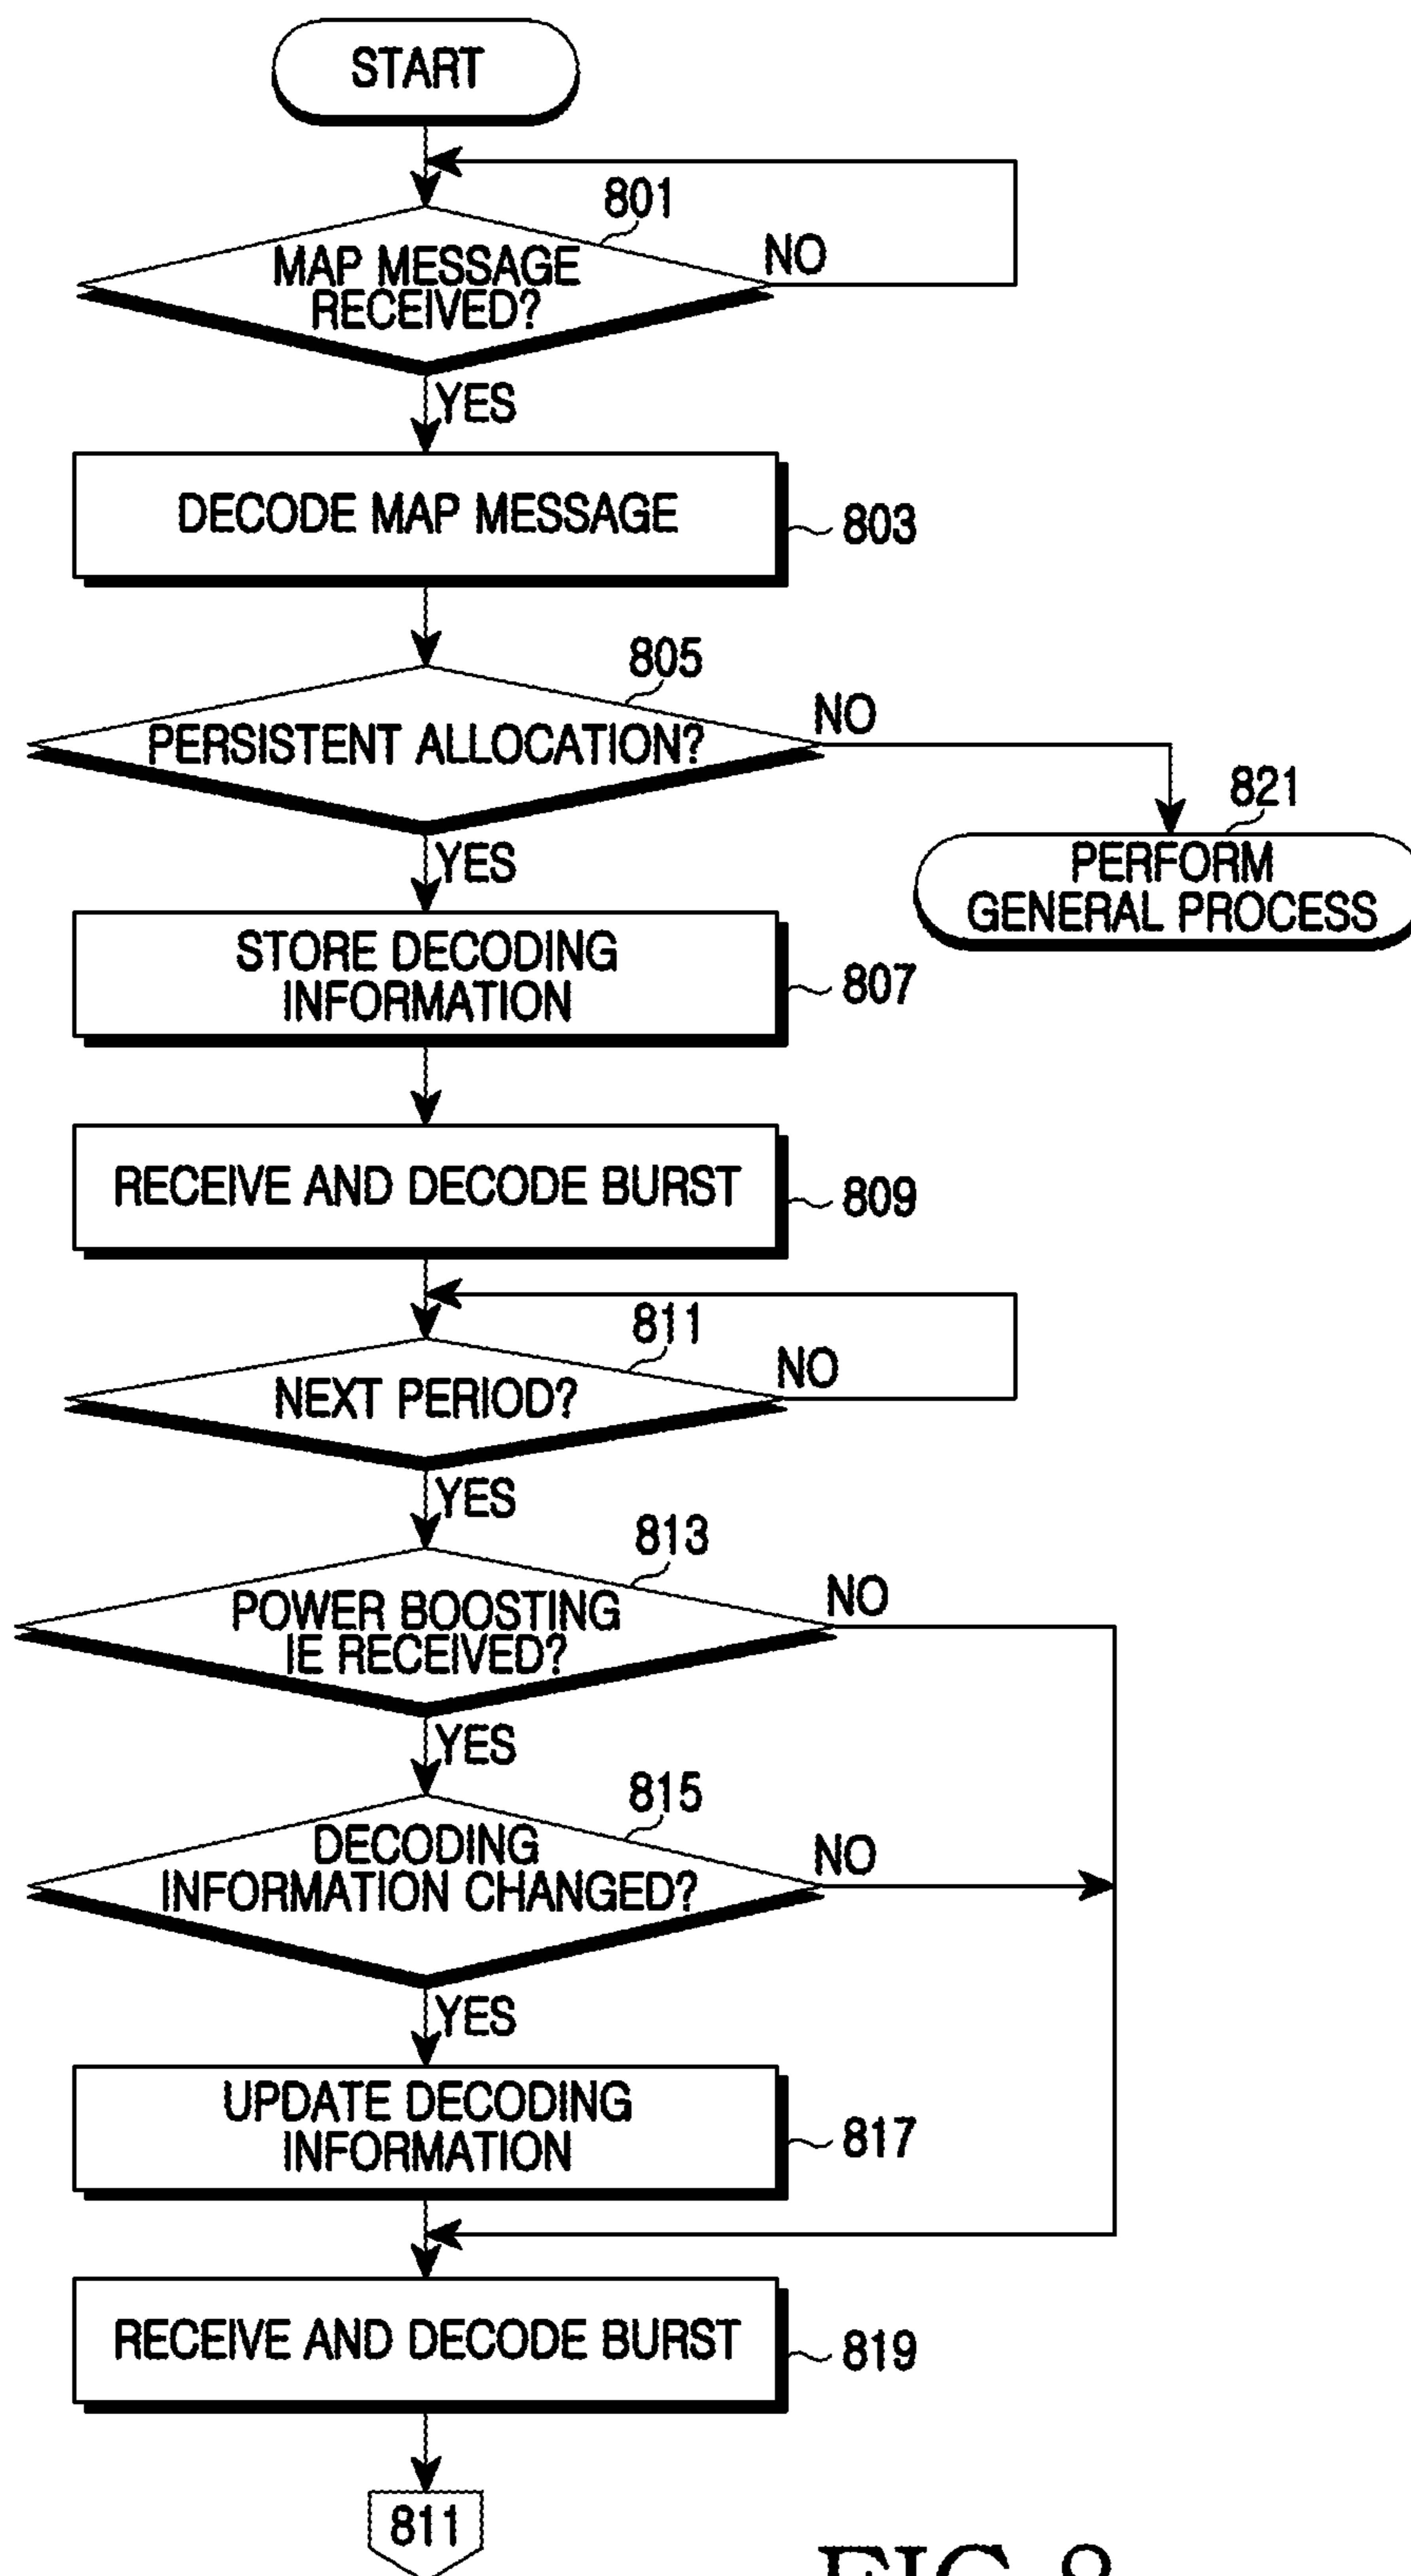 START
801
MAP MESSAGE
RECEIVED?
NO
YES
DECODE MAP MESSAGE
803
805
PERSISTENT ALLOCATION?
NO
YES
821
PERFORM
GENERAL PROCESS
STORE DECODING
INFORMATION
807
RECEIVE AND DECODE BURST
809
811
NEXT PERIOD?
NO
YES
813
POWER BOOSTING
IE RECEIVED?
NO
YES
815
DECODING
INFORMATION CHANGED?
NO
YES
UPDATE DECODING
INFORMATION
817
RECEIVE AND DECODE BURST
819
811
FIG.8